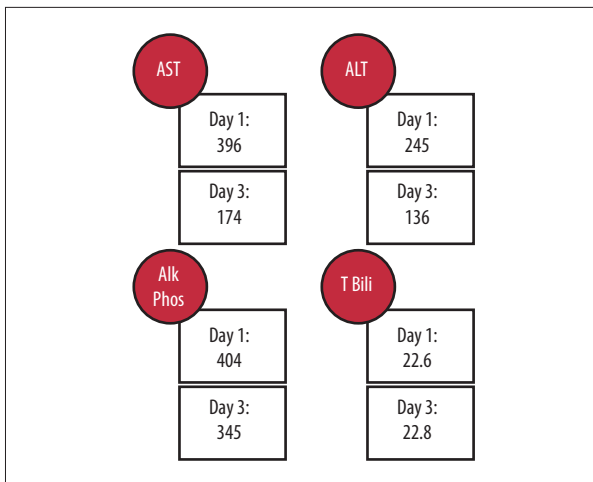 AST
Day 1:
396
Day 3:
174
ALT
Day 1:
245
Day 3:
136
Alk
Phos
Day 1:
404
Day 3:
345
T Bili
Day 1:
22.6
Day 3:
22.8